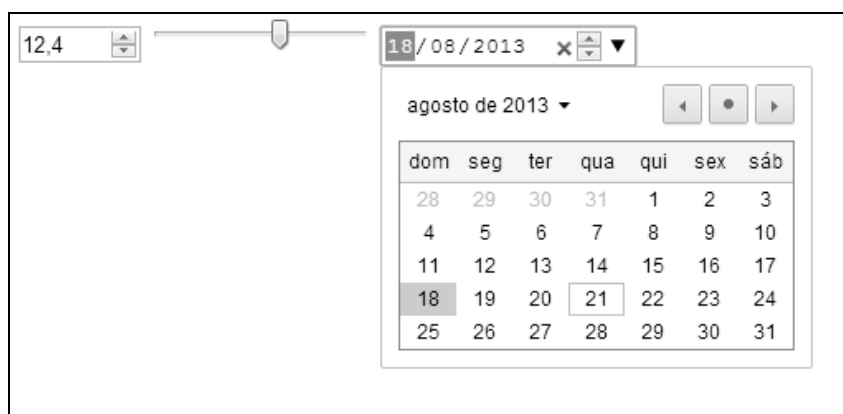 12,4 18/08/2013
agosto de 2013
dom seg ter qua qui sex sáb
28 29 30 31 1 2 3
4 5 6 7 8 9 10
11 12 13 14 15 16 17
18 19 20 21 22 23 24
25 26 27 28 29 30 31